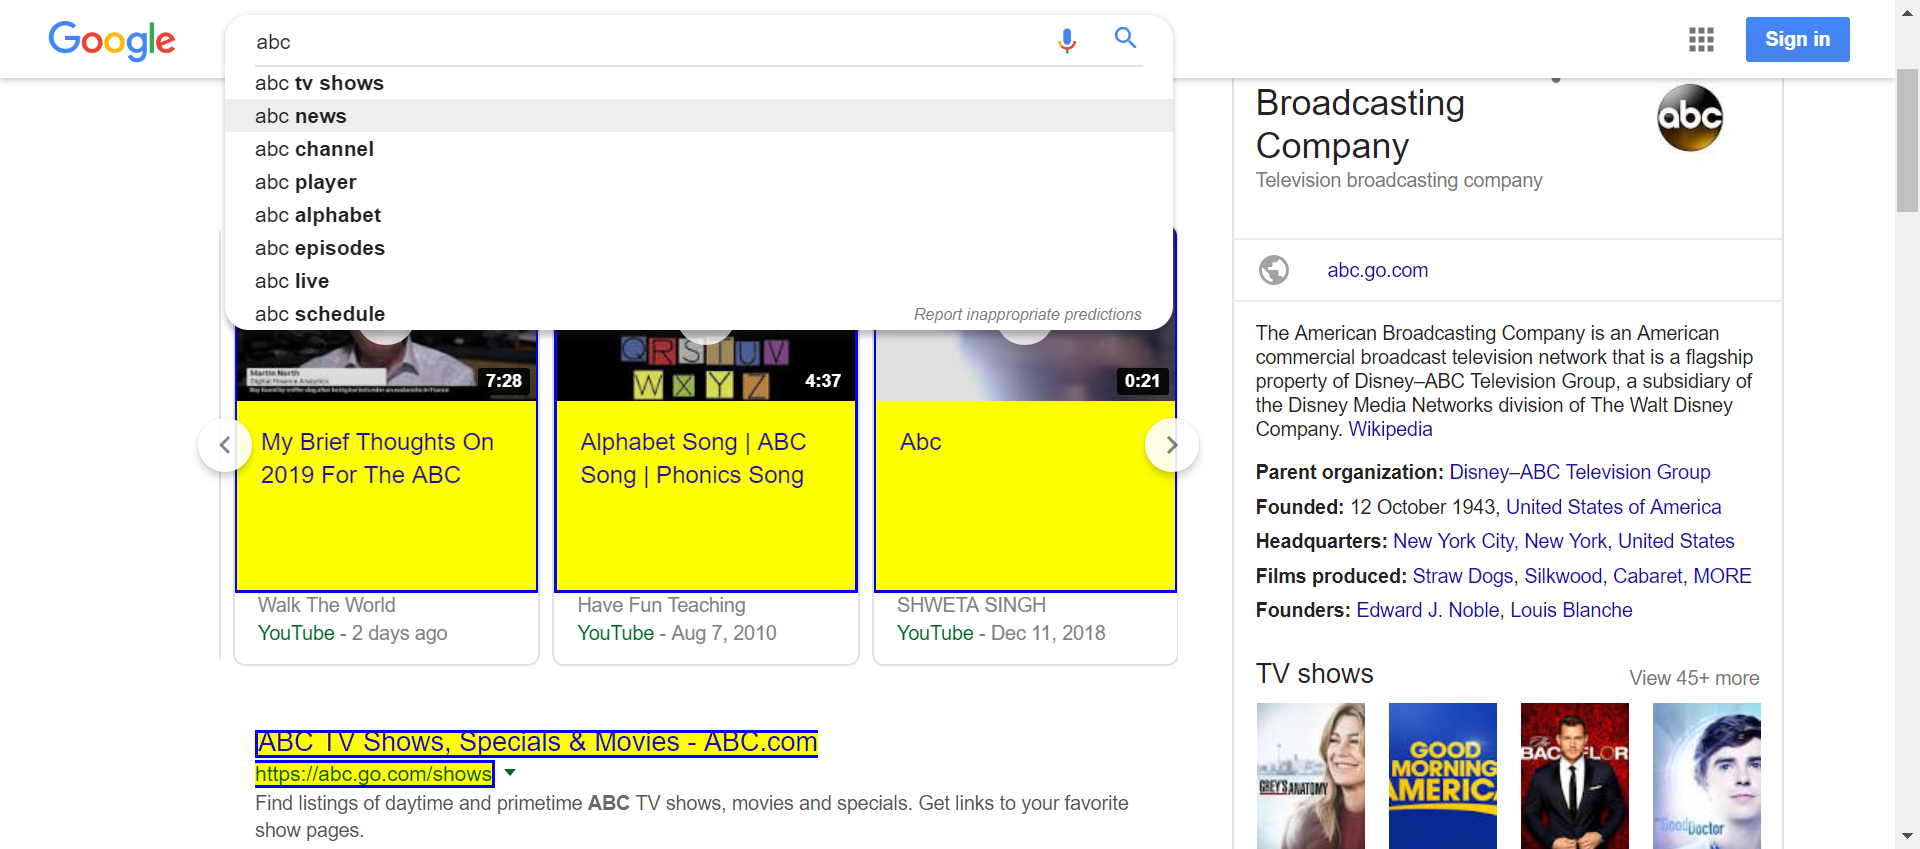 Google
abc
Sign in
abc tv shows
abc news
abc channel
abc player
abc alphabet
abc episodes
abc live
abc schedule
Report inappropriate predictions
Martin North
Digital Finance Analytics
7:28
QRSTUV
WXYZ
4:37
0:21
My Brief Thoughts On
2019 For The ABC
Alphabet Song | ABC
Song | Phonics Song
Abc
Walk The World
YouTube - 2 days ago
Have Fun Teaching
YouTube - Aug 7, 2010
SHWETA SINGH
YouTube - Dec 11, 2018
ABC TV Shows, Specials & Movies - ABC.com
https://abc.go.com/shows
Find listings of daytime and primetime ABC TV shows, movies and specials. Get links to your favorite
show pages.
Broadcasting
Company
abc
Television broadcasting company
abc.go.com
The American Broadcasting Company is an American
commercial broadcast television network that is a flagship
property of Disney–ABC Television Group, a subsidiary of
the Disney Media Networks division of The Walt Disney
Company. Wikipedia
Parent organization: Disney–ABC Television Group
Founded: 12 October 1943, United States of America
Headquarters: New York City, New York, United States
Films produced: Straw Dogs, Silkwood, Cabaret, MORE
Founders: Edward J. Noble, Louis Blanche
TV shows
View 45+ more
GREY'S ANATOMY
GOOD
MORNING
AMERICA
The
BACHELOR
the Good Doctor